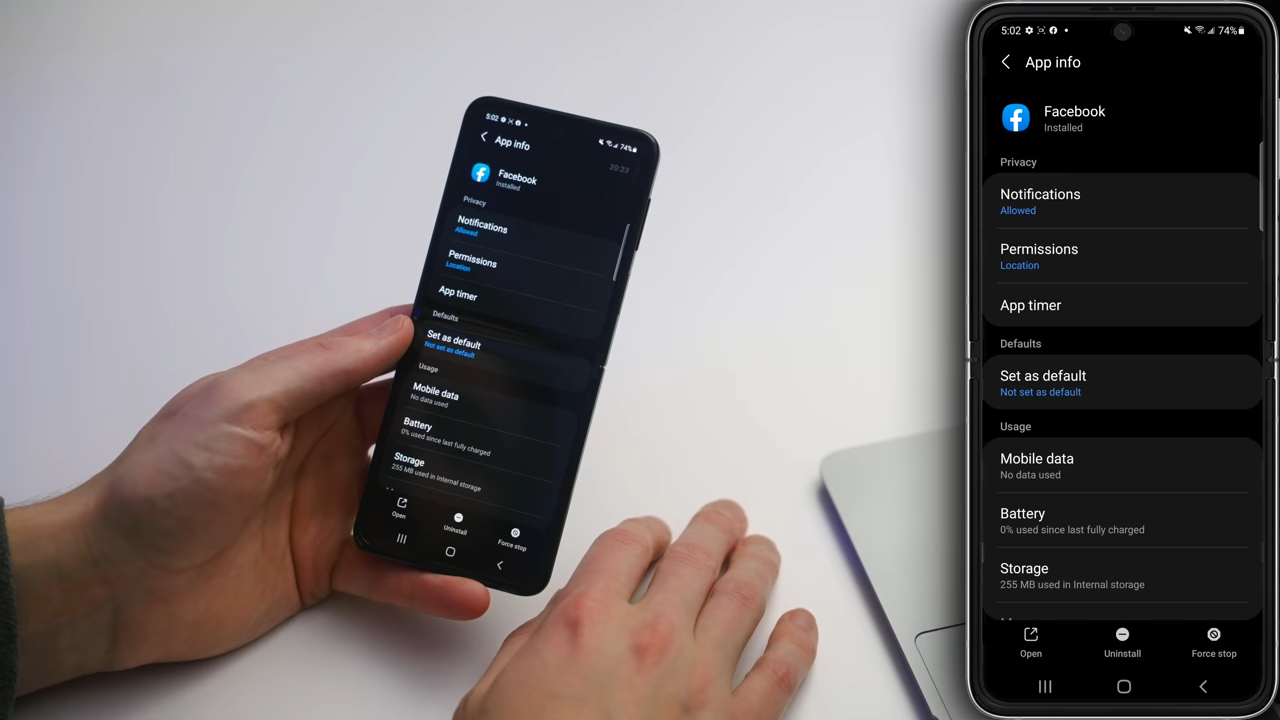 5:02
74%
App info
20:23
Facebook
Installed
Privacy
Notifications
Allowed
Permissions
Location
App timer
Defaults
Set as default
Not set as default
Usage
Mobile data
No data used
Battery
0% used since last fully charged
Storage
255 MB used in Internal storage
Open
Uninstall
Force stop
5:02
74%
App info
Facebook
Installed
Privacy
Notifications
Allowed
Permissions
Location
App timer
Defaults
Set as default
Not set as default
Usage
Mobile data
No data used
Battery
0% used since last fully charged
Storage
255 MB used in Internal storage
Open
Uninstall
Force stop